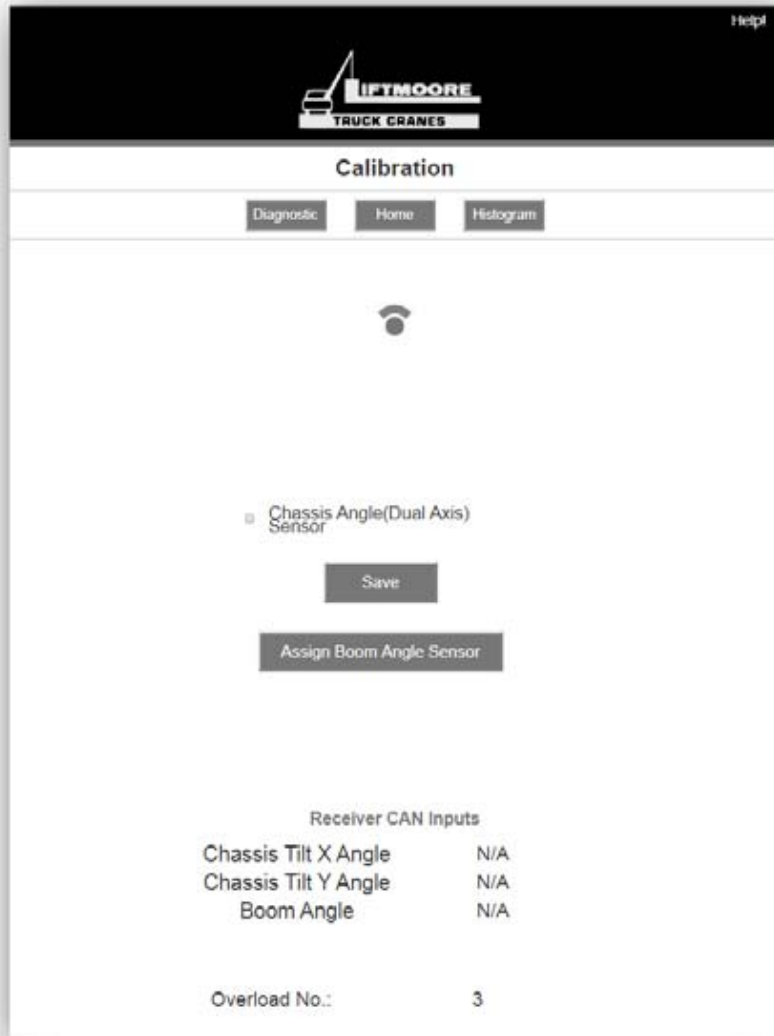 Help!
LIFTMOORE
TRUCK CRANES
Calibration
Diagnostic Home Histogram
Chassis Angle(Dual Axis)
Sensor
Save
Assign Boom Angle Sensor
Receiver CAN Inputs
Chassis Tilt X Angle N/A
Chassis Tilt Y Angle N/A
Boom Angle N/A
Overload No.: 3